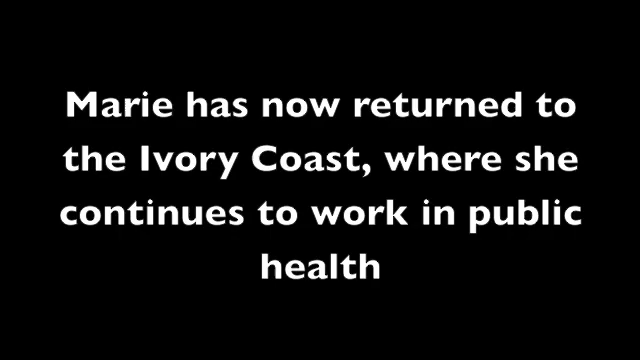 Marie has now returned to
the Ivory Coast, where she
continues to work in public
health